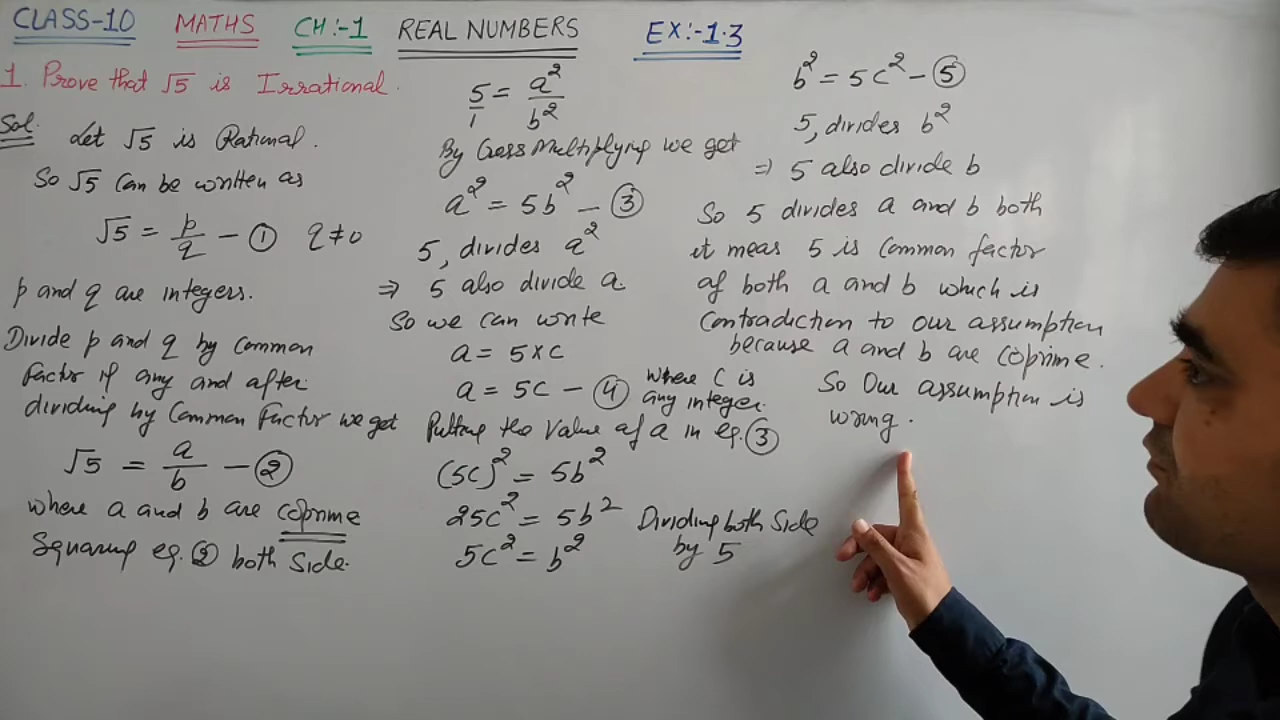 CLASS-10 MATHS CH:-1 REAL NUMBERS EX:-1.3
1. Prove that √5 is Irrational.
Sol. Let √5 is Rational.
So √5 Can be written as
√5 = p/q - ① q ≠ 0
p and q are integers.
Divide p and q by Common
factor if any and after
dividing by Common Factor we get
√5 = a/b - ②
where a and b are coprime
Squaring eq. ② both Side.
5/1 = a²/b²
By Cross Multiplying we get
a² = 5b² - ③
5, divides a²
⇒ 5 also divide a
So we can write
a = 5×c
a = 5c - ④ where C is
any integer.
Putting the Value of a in eq. ③
(5c)² = 5b²
25c² = 5b² Dividing both Side
by 5
5c² = b²
b² = 5c² - ⑤
5, divides b²
⇒ 5 also divide b
So 5 divides a and b both
it meas 5 is Common factor
of both a and b which is
Contradiction to our assumption
because a and b are coprime.
So Our assumption is
wrong.